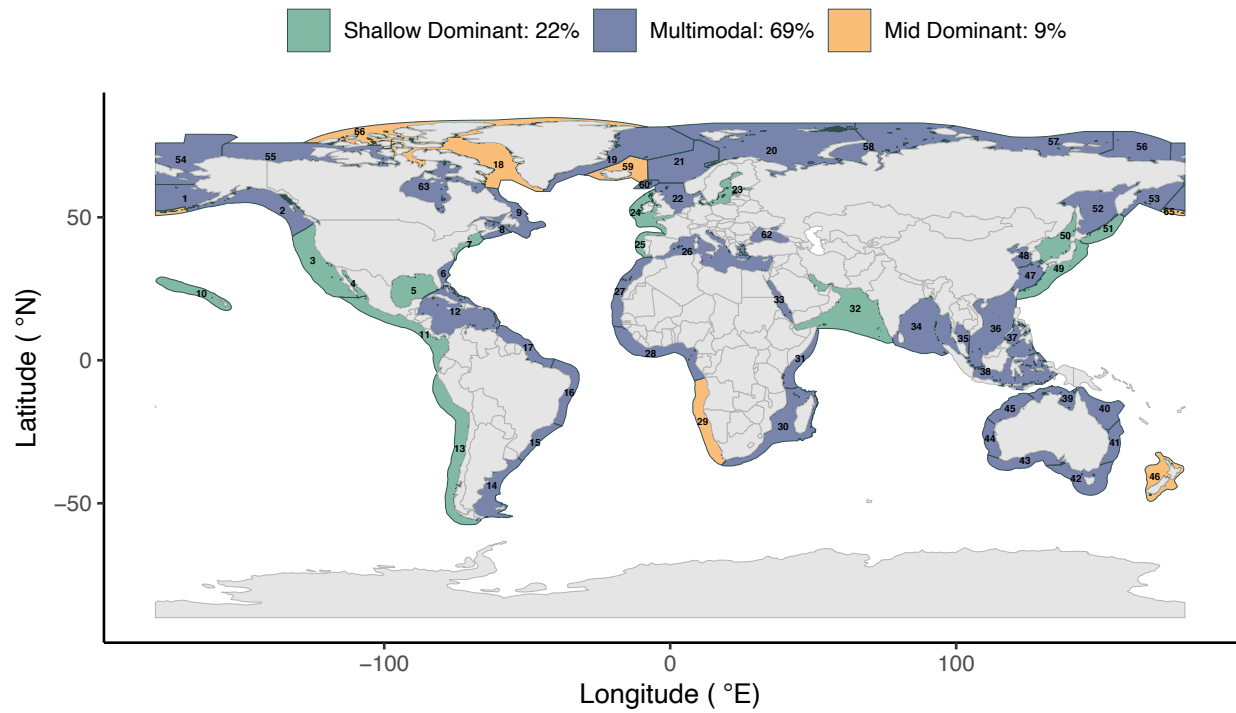 Shallow Dominant: 22% Multimodal: 69% Mid Dominant: 9%
66
54 55 18 19 59 21 20 58 57 56
1 2 63 9 60 22 23 52 53 65
50
24 8 7 25 62 26 50 51
3 4 5 6 48 47 49
10 12 27 33 32 34 36
11 17 28 31 35 37
0
38
16 29 30 45 39 40
13 15 44 43 41
14 42 46
−50
−100 0 100
Latitude ( °N)
Longitude ( °E)